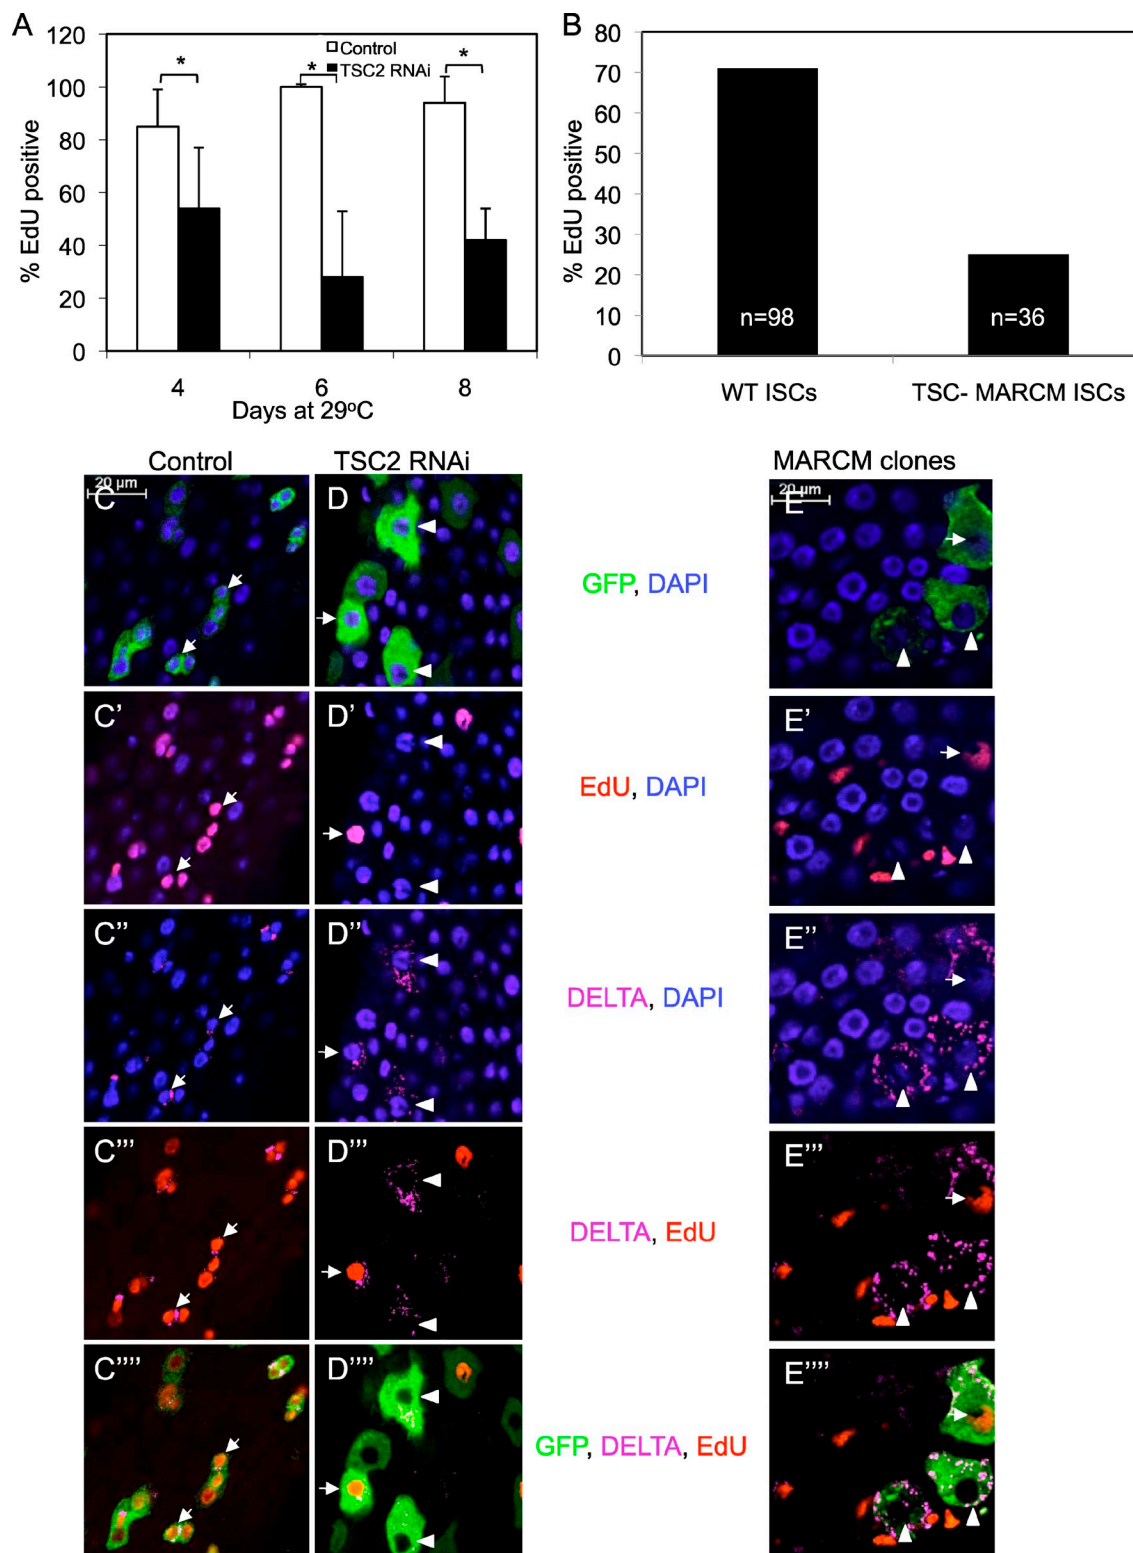 A
120
100
80
60
40
20
0
% EdU positive
Control
TSC2 RNAi
*
*
*
4
6
8
Days at 29ºC
B
80
70
60
50
40
30
20
10
0
% EdU positive
n=98
n=36
WT ISCs
TSC- MARCM ISCs
Control
TSC2 RNAi
MARCM clones
20 µm
C
D
20 µm
E
GFP, DAPI
C'
D'
E'
EdU, DAPI
C''
D''
E''
DELTA, DAPI
C'''
D'''
E'''
DELTA, EdU
C''''
D''''
E''''
GFP, DELTA, EdU